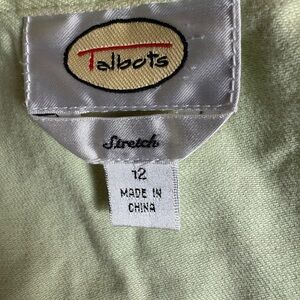 Talbots
Stretch
12
MADE IN
CHINA